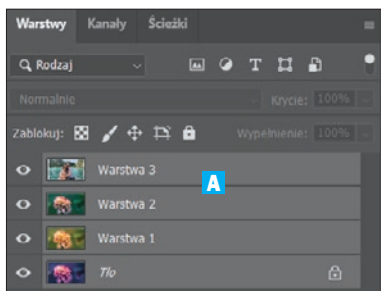 Warstwy Kanały Ścieżki
Rodzaj
Normalnie Krycie: 100%
Zablokuj: Wypełnienie: 100%
Warstwa 3
A
Warstwa 2
Warstwa 1
Tło